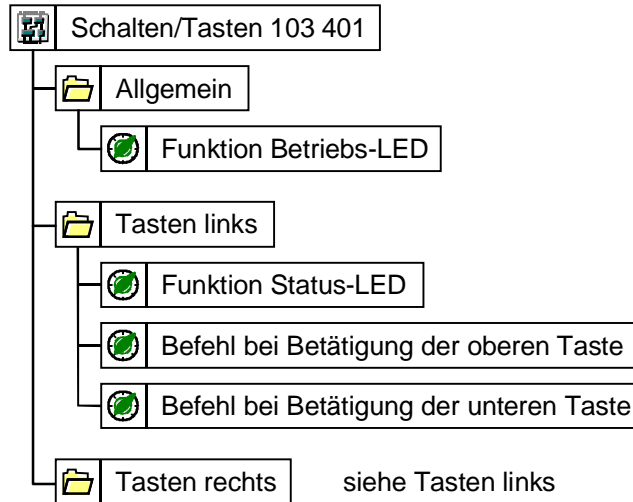 Schalten/Tasten 103 401
Allgemein
Funktion Betriebs-LED
Tasten links
Funktion Status-LED
Befehl bei Betätigung der oberen Taste
Befehl bei Betätigung der unteren Taste
Tasten rechts siehe Tasten links